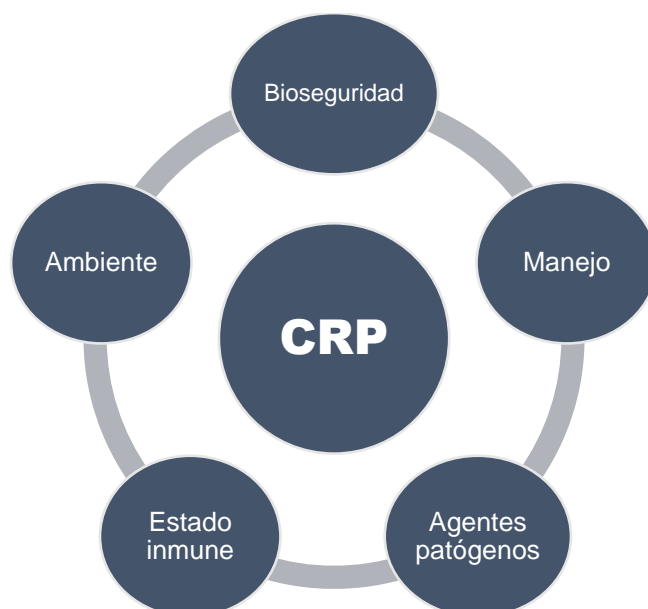 Bioseguridad
Ambiente
Manejo
CRP
Estado
inmune
Agentes
patógenos